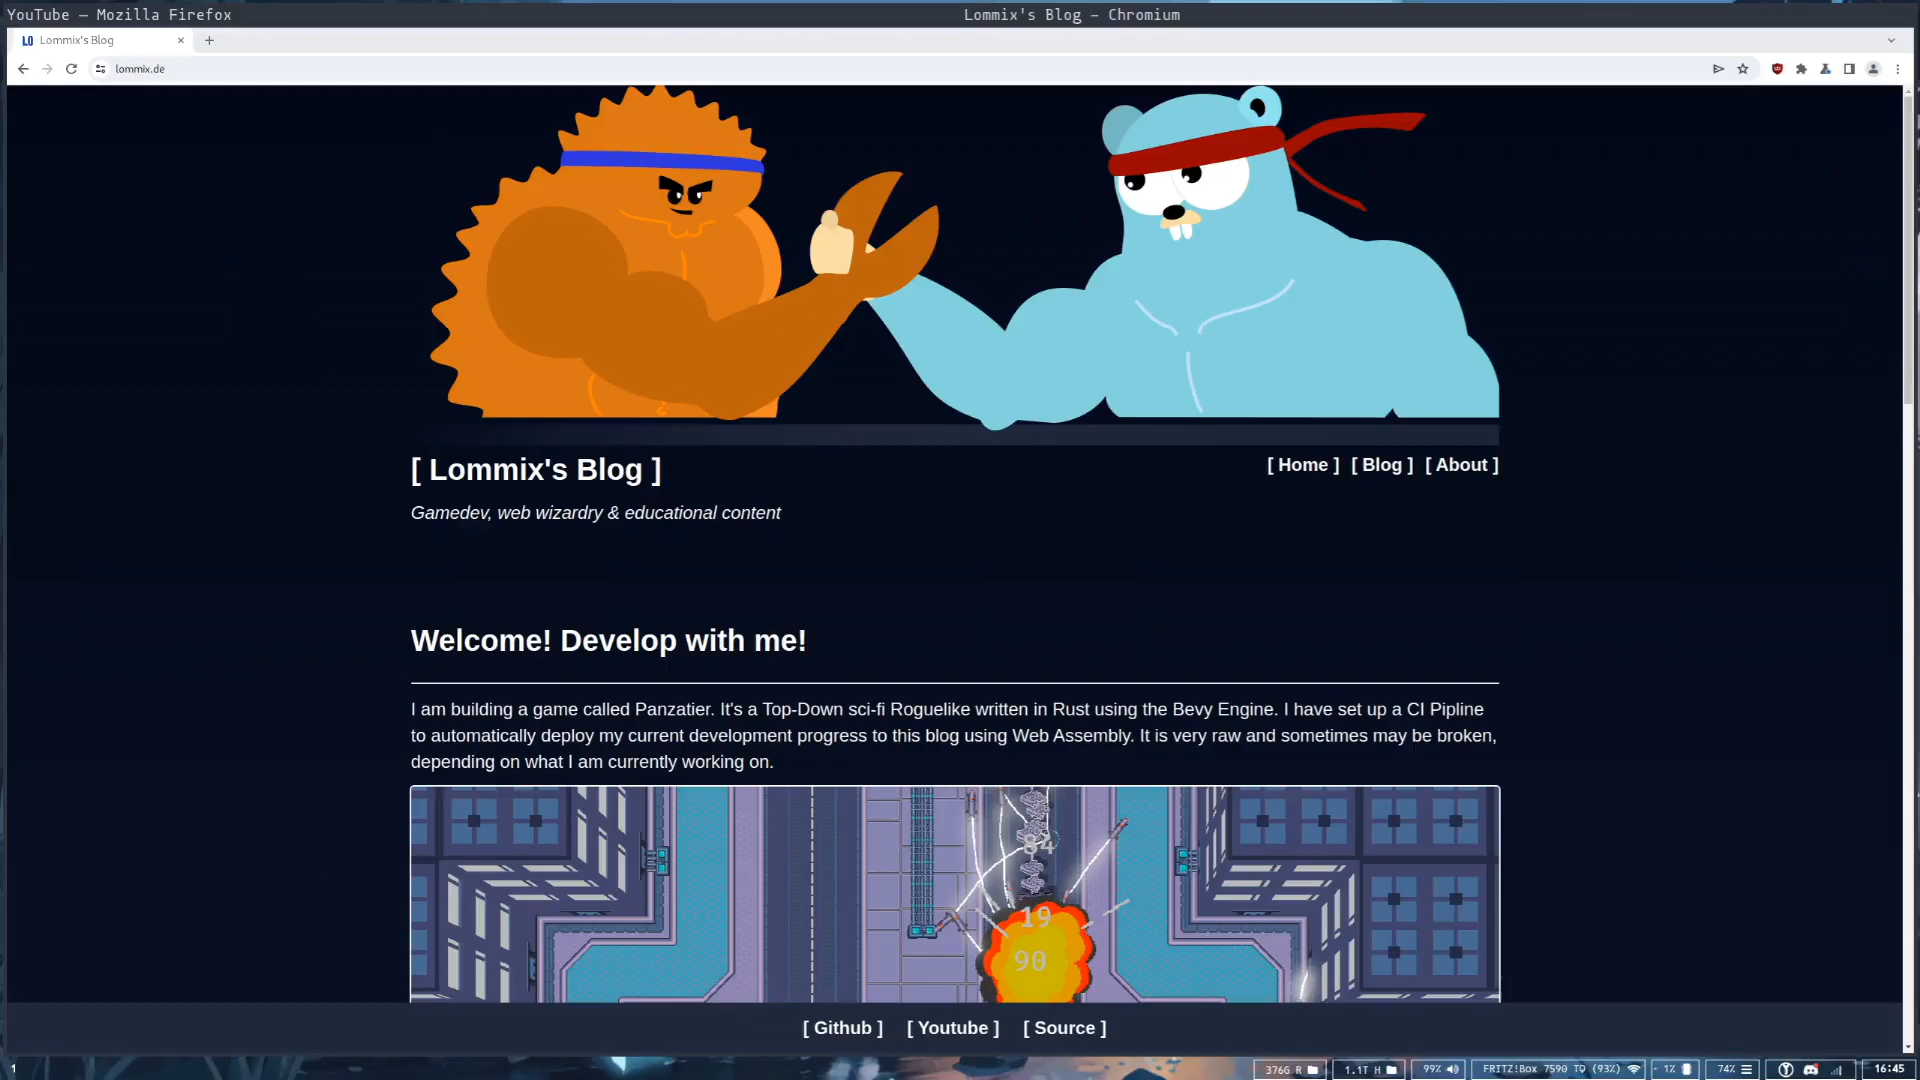 YouTube — Mozilla Firefox
Lommix's Blog – Chromium
LO Lommix's Blog
lommix.de
[ Lommix's Blog ]
[ Home ] [ Blog ] [ About ]
Gamedev, web wizardry & educational content
Welcome! Develop with me!
I am building a game called Panzatier. It's a Top-Down sci-fi Roguelike written in Rust using the Bevy Engine. I have set up a CI Pipline
to automatically deploy my current development progress to this blog using Web Assembly. It is very raw and sometimes may be broken,
depending on what I am currently working on.
84
19
90
[ Github ] [ Youtube ] [ Source ]
1
376G R
1.1T H
99%
FRITZ!Box 7590 TQ (93%)
1%
74%
16:45